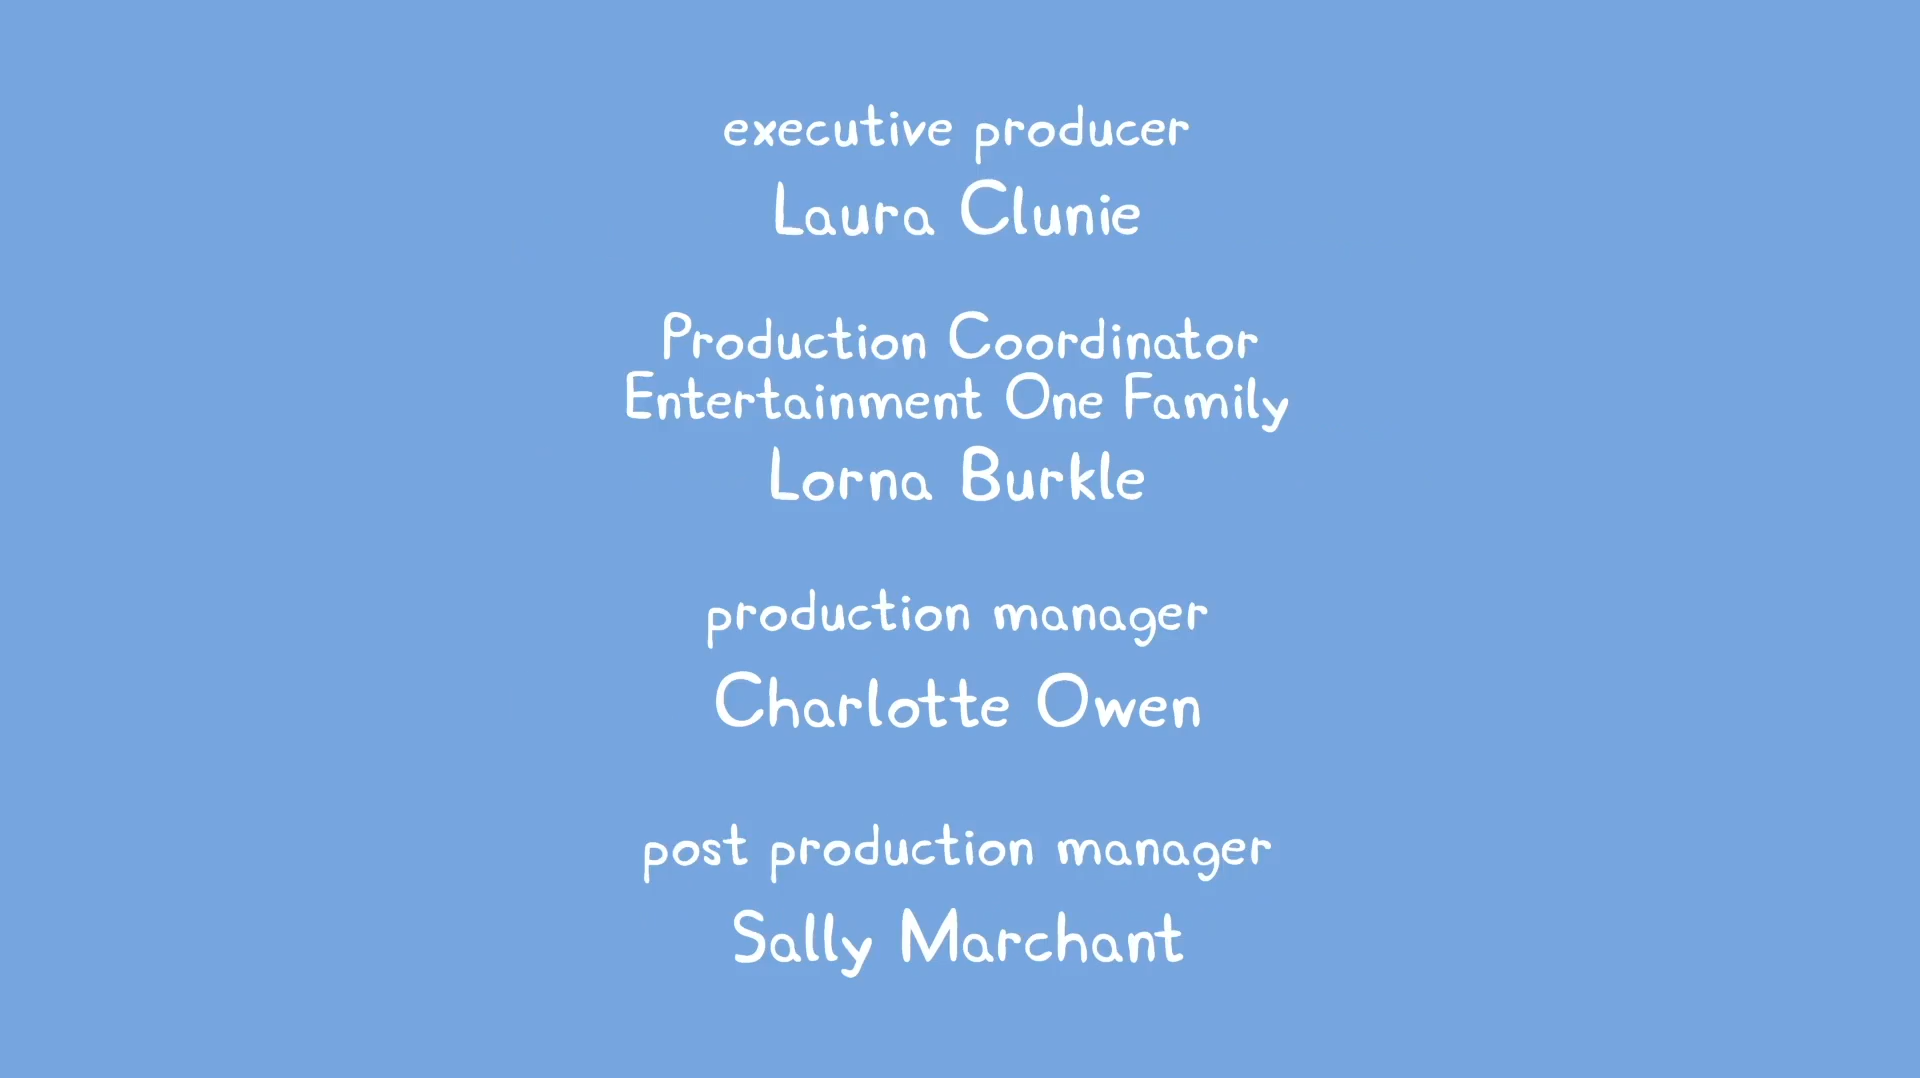 executive producer
Laura Clunie
Production Coordinator
Entertainment One Family
Lorna Burkle
production manager
Charlotte Owen
post production manager
Sally Marchant